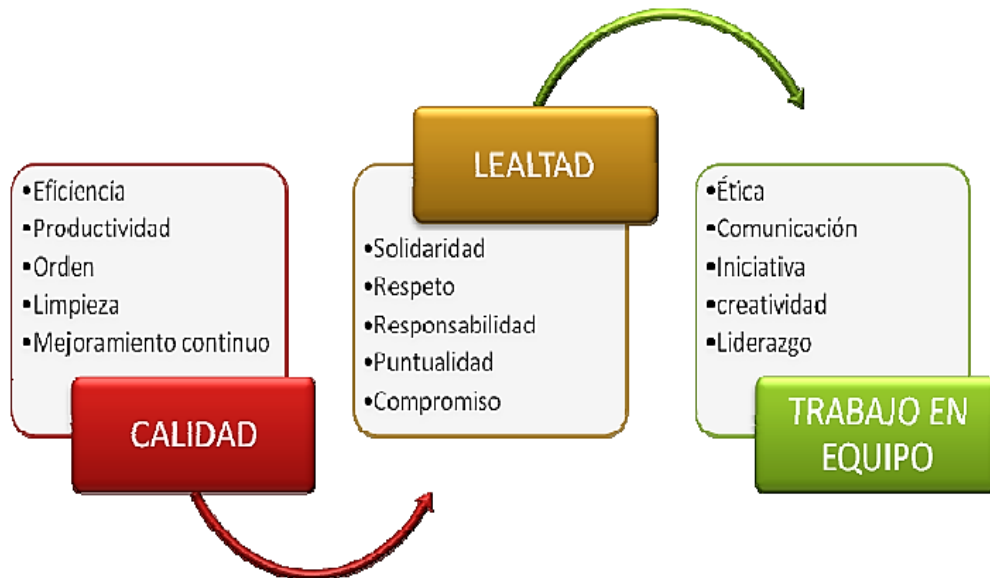 •Eficiencia
•Productividad
•Orden
•Limpieza
•Mejoramiento continuo
CALIDAD
LEALTAD
•Solidaridad
•Respeto
•Responsabilidad
•Puntualidad
•Compromiso
•Ética
•Comunicación
•Iniciativa
•creatividad
•Liderazgo
TRABAJO EN
EQUIPO